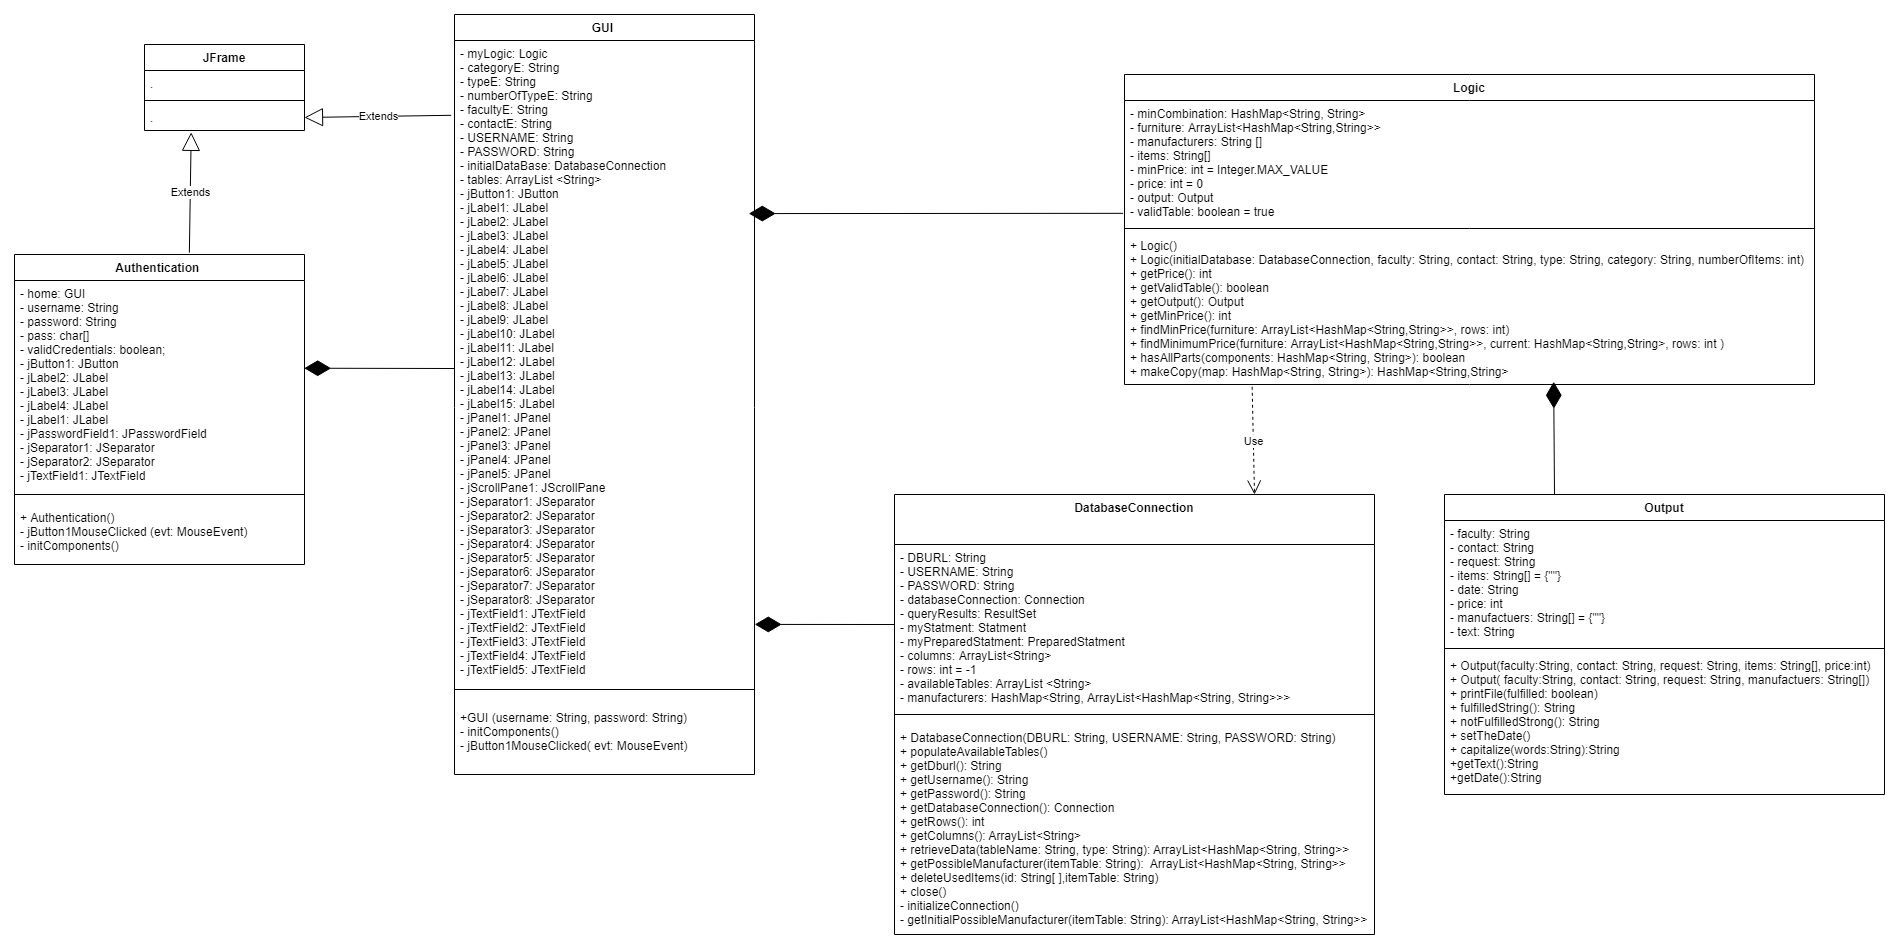 JFrame
.
.
Extends
Extends
Authentication
- home: GUI
- username: String
- password: String
- pass: char[]
- validCredentials: boolean;
- jButton1: JButton
- jLabel2: JLabel
- jLabel3: JLabel
- jLabel4: JLabel
- jLabel1: JLabel
- jPasswordField1: JPasswordField
- jSeparator1: JSeparator
- jSeparator2: JSeparator
- jTextField1: JTextField
+ Authentication()
- jButton1MouseClicked (evt: MouseEvent)
- initComponents()
GUI
- myLogic: Logic
- categoryE: String
- typeE: String
- numberOfTypeE: String
- facultyE: String
- contactE: String
- USERNAME: String
- PASSWORD: String
- initialDataBase: DatabaseConnection
- tables: ArrayList <String>
- jButton1: JButton
- jLabel1: JLabel
- jLabel2: JLabel
- jLabel3: JLabel
- jLabel4: JLabel
- jLabel5: JLabel
- jLabel6: JLabel
- jLabel7: JLabel
- jLabel8: JLabel
- jLabel9: JLabel
- jLabel10: JLabel
- jLabel11: JLabel
- jLabel12: JLabel
- jLabel13: JLabel
- jLabel14: JLabel
- jLabel15: JLabel
- jPanel1: JPanel
- jPanel2: JPanel
- jPanel3: JPanel
- jPanel4: JPanel
- jPanel5: JPanel
- jScrollPane1: JScrollPane
- jSeparator1: JSeparator
- jSeparator2: JSeparator
- jSeparator3: JSeparator
- jSeparator4: JSeparator
- jSeparator5: JSeparator
- jSeparator6: JSeparator
- jSeparator7: JSeparator
- jSeparator8: JSeparator
- jTextField1: JTextField
- jTextField2: JTextField
- jTextField3: JTextField
- jTextField4: JTextField
- jTextField5: JTextField
+GUI (username: String, password: String)
- initComponents()
- jButton1MouseClicked( evt: MouseEvent)
Logic
- minCombination: HashMap<String, String>
- furniture: ArrayList<HashMap<String,String>>
- manufacturers: String []
- items: String[]
- minPrice: int = Integer.MAX_VALUE
- price: int = 0
- output: Output
- validTable: boolean = true
+ Logic()
+ Logic(initialDatabase: DatabaseConnection, faculty: String, contact: String, type: String, category: String, numberOfItems: int)
+ getPrice(): int
+ getValidTable(): boolean
+ getOutput(): Output
+ getMinPrice(): int
+ findMinPrice(furniture: ArrayList<HashMap<String,String>>, rows: int)
+ findMinimumPrice(furniture: ArrayList<HashMap<String,String>>, current: HashMap<String,String>, rows: int )
+ hasAllParts(components: HashMap<String, String>): boolean
+ makeCopy(map: HashMap<String, String>): HashMap<String,String>
Use
DatabaseConnection
- DBURL: String
- USERNAME: String
- PASSWORD: String
- databaseConnection: Connection
- queryResults: ResultSet
- myStatment: Statment
- myPreparedStatment: PreparedStatment
- columns: ArrayList<String>
- rows: int = -1
- availableTables: ArrayList <String>
- manufacturers: HashMap<String, ArrayList<HashMap<String, String>>>
+ DatabaseConnection(DBURL: String, USERNAME: String, PASSWORD: String)
+ populateAvailableTables()
+ getDburl(): String
+ getUsername(): String
+ getPassword(): String
+ getDatabaseConnection(): Connection
+ getRows(): int
+ getColumns(): ArrayList<String>
+ retrieveData(tableName: String, type: String): ArrayList<HashMap<String, String>>
+ getPossibleManufacturer(itemTable: String):  ArrayList<HashMap<String, String>>
+ deleteUsedItems(id: String[ ],itemTable: String)
+ close()
- initializeConnection()
- getInitialPossibleManufacturer(itemTable: String): ArrayList<HashMap<String, String>>
Output
- faculty: String
- contact: String
- request: String
- items: String[] = {""}
- date: String
- price: int
- manufactuers: String[] = {""}
- text: String
+ Output(faculty:String, contact: String, request: String, items: String[], price:int)
+ Output( faculty:String, contact: String, request: String, manufactuers: String[])
+ printFile(fulfilled: boolean)
+ fulfilledString(): String
+ notFulfilledStrong(): String
+ setTheDate()
+ capitalize(words:String):String
+getText():String
+getDate():String